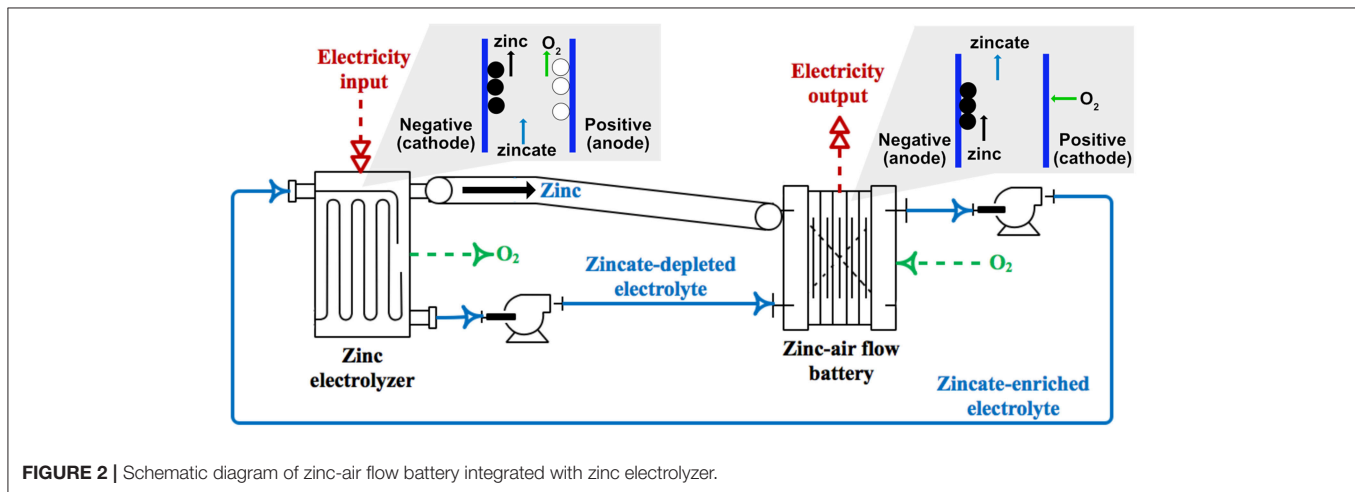 Electricity
input
zinc
O2
Negative
(cathode)
Positive
(anode)
zincate
Electricity
output
zincate
O2
Negative
(anode)
Positive
(cathode)
zinc
Zinc
O2
Zincate-depleted
electrolyte
O2
Zinc
electrolyzer
Zinc-air flow
battery
Zincate-enriched
electrolyte
FIGURE 2 | Schematic diagram of zinc-air flow battery integrated with zinc electrolyzer.